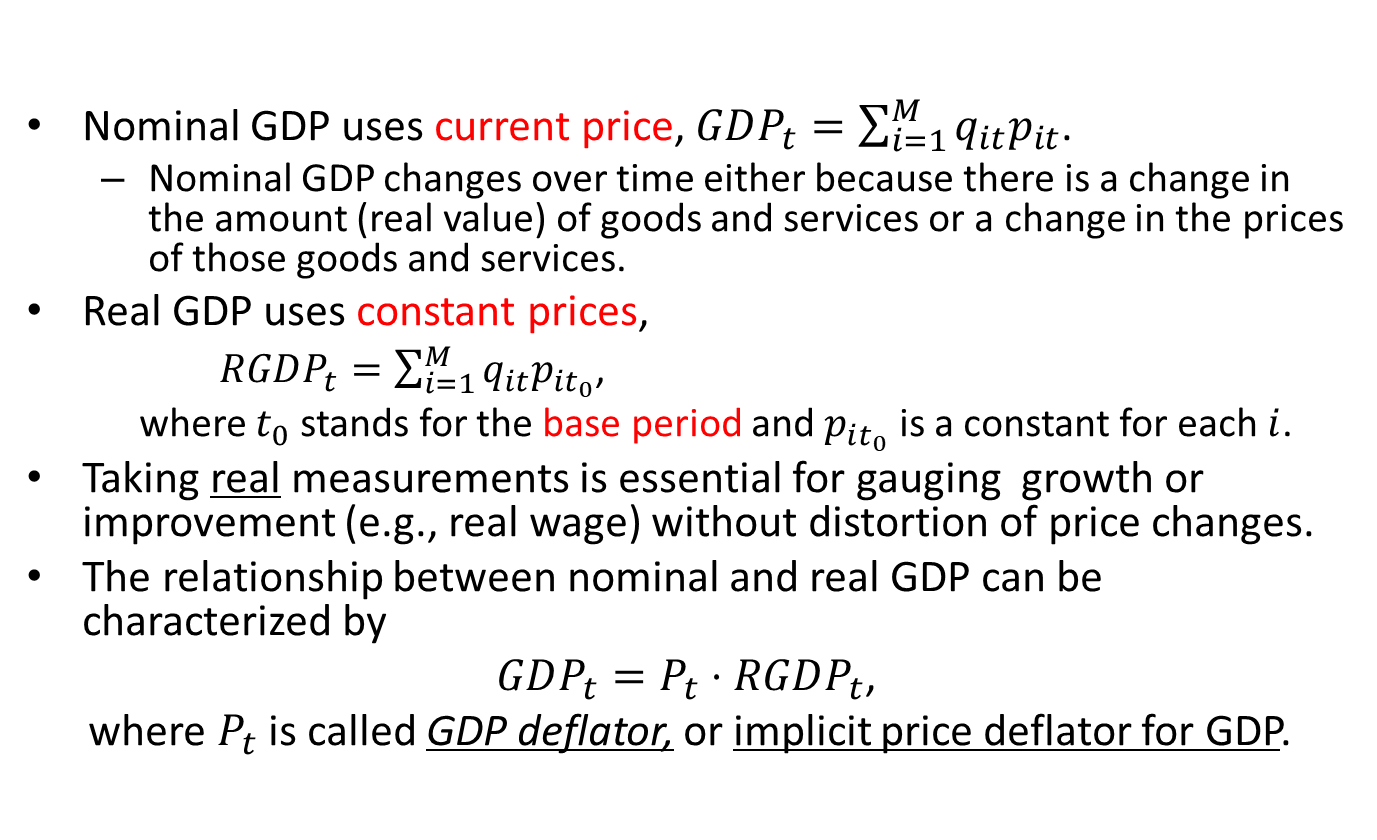 • Nominal GDP uses current price, $GDP_t = \sum_{i=1}^{M} q_{it}p_{it}$.
– Nominal GDP changes over time either because there is a change in
the amount (real value) of goods and services or a change in the prices
of those goods and services.
• Real GDP uses constant prices,
$RGDP_t = \sum_{i=1}^{M} q_{it}p_{it_0}$,
where $t_0$ stands for the base period and $p_{it_0}$ is a constant for each $i$.
• Taking real measurements is essential for gauging growth or
improvement (e.g., real wage) without distortion of price changes.
• The relationship between nominal and real GDP can be
characterized by
$GDP_t = P_t \cdot RGDP_t$,
where $P_t$ is called GDP deflator, or implicit price deflator for GDP.